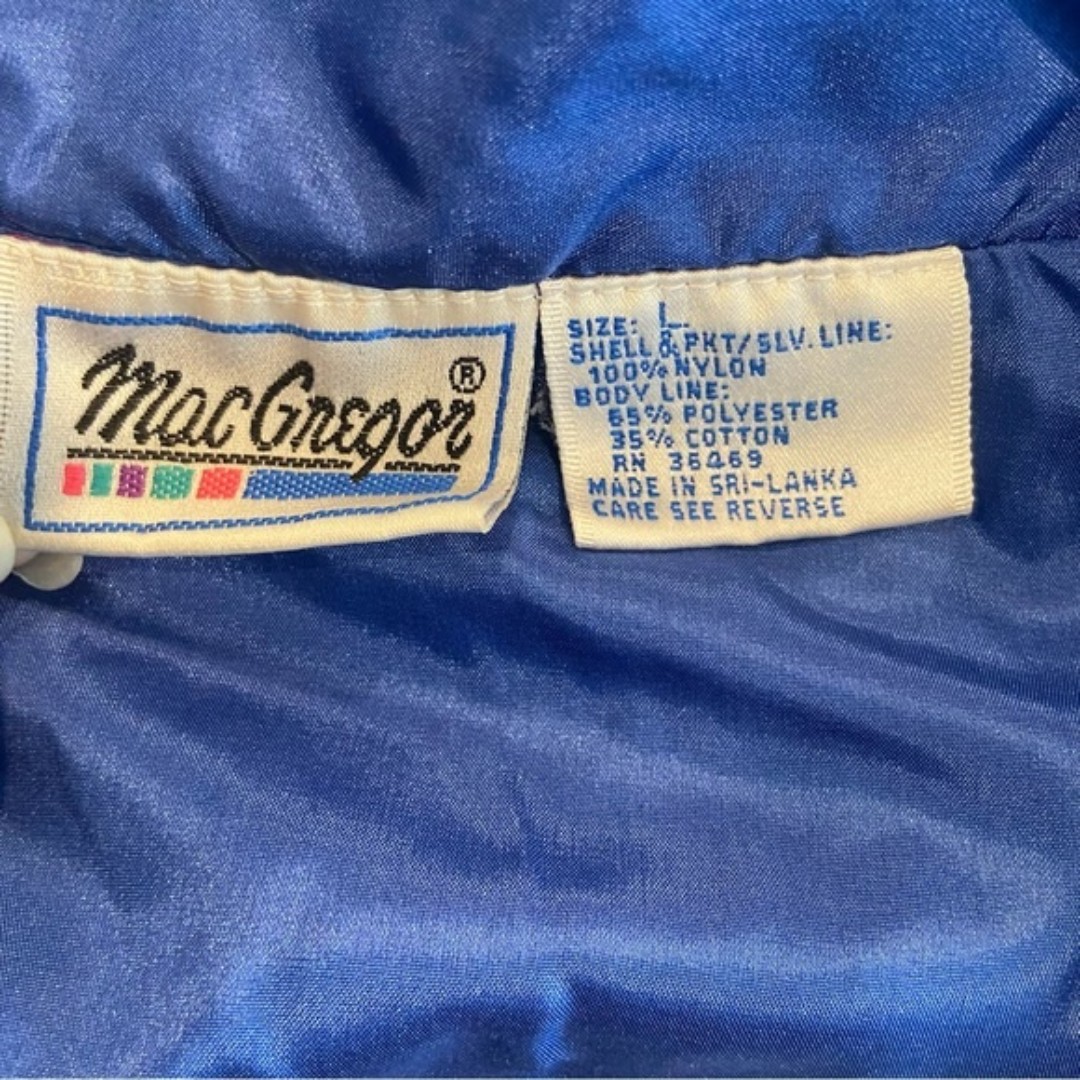 MacGregor®
SIZE: L
SHELL & PKT/SLV. LINE:
100% NYLON
BODY LINE:
65% POLYESTER
35% COTTON
RN 36469
MADE IN SRI-LANKA
CARE SEE REVERSE